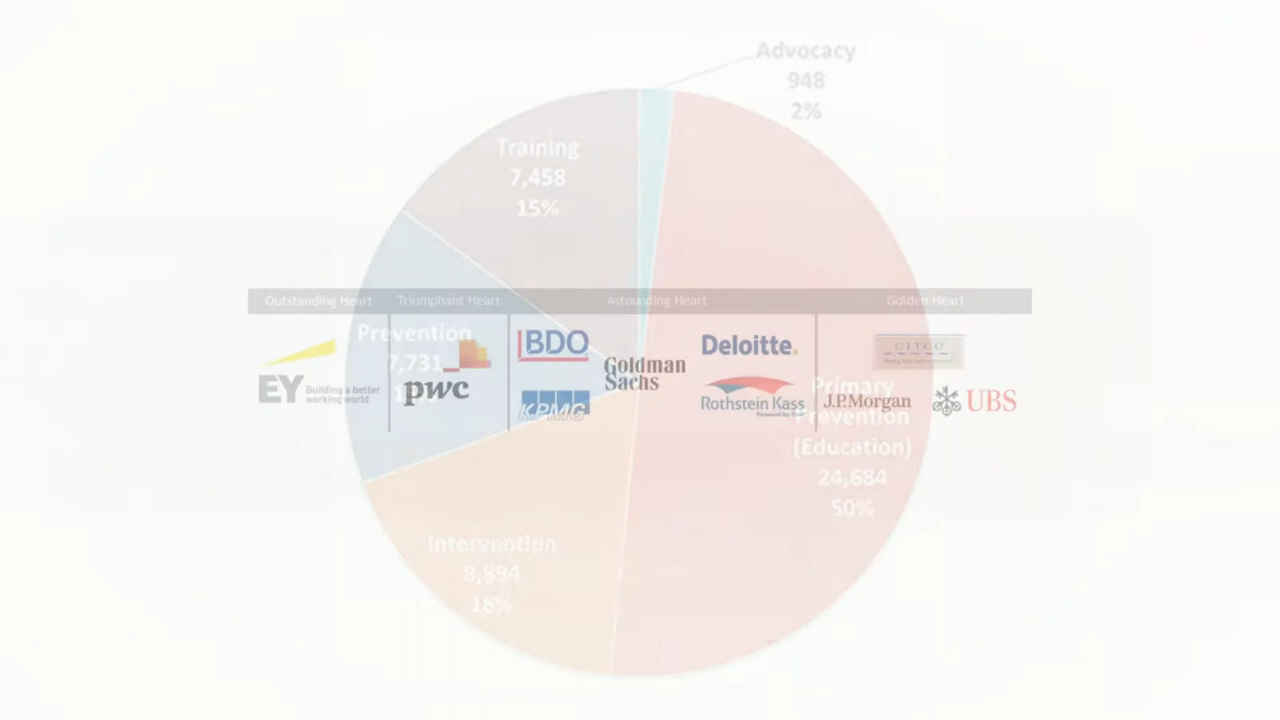 Advocacy
948
2%
Training
7,458
15%
Outstanding Heart
Triumphant Heart
Astounding Heart
Golden Heart
Prevention
7,731
EY
Building a better
working world
pwc
BDO
KPMG
Goldman
Sachs
Deloitte.
Rothstein Kass
J.P.Morgan
CITCO
UBS
Primary
Prevention
(Education)
24,684
50%
Intervention
8,894
18%